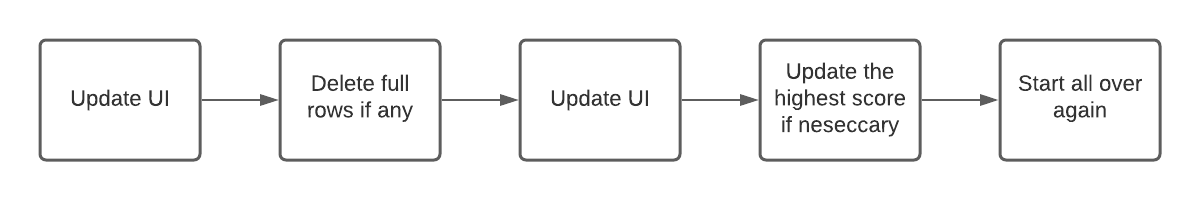 Update UI
Delete full
rows if any
Update UI
Update the
highest score
if neseccary
Start all over
again